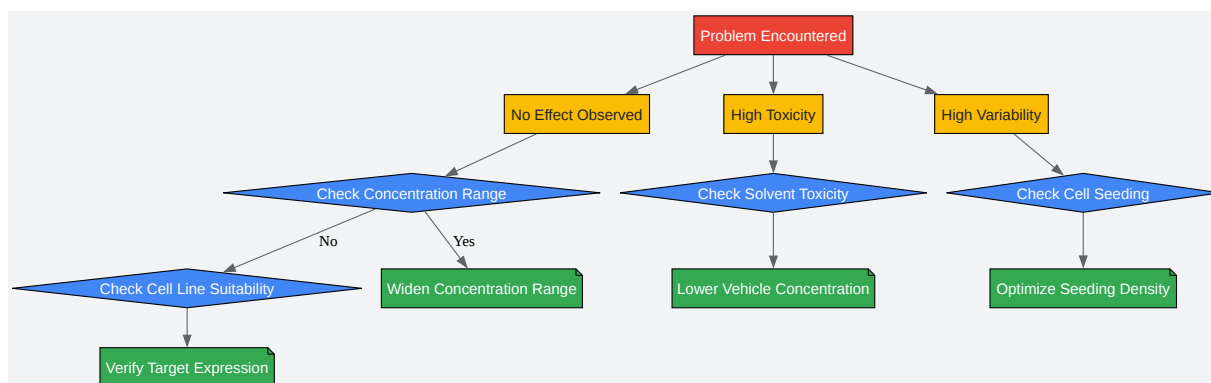 Problem Encountered
No Effect Observed
High Toxicity
High Variability
Check Concentration Range
Check Solvent Toxicity
Check Cell Seeding
No
Yes
Check Cell Line Suitability
Widen Concentration Range
Lower Vehicle Concentration
Optimize Seeding Density
Verify Target Expression